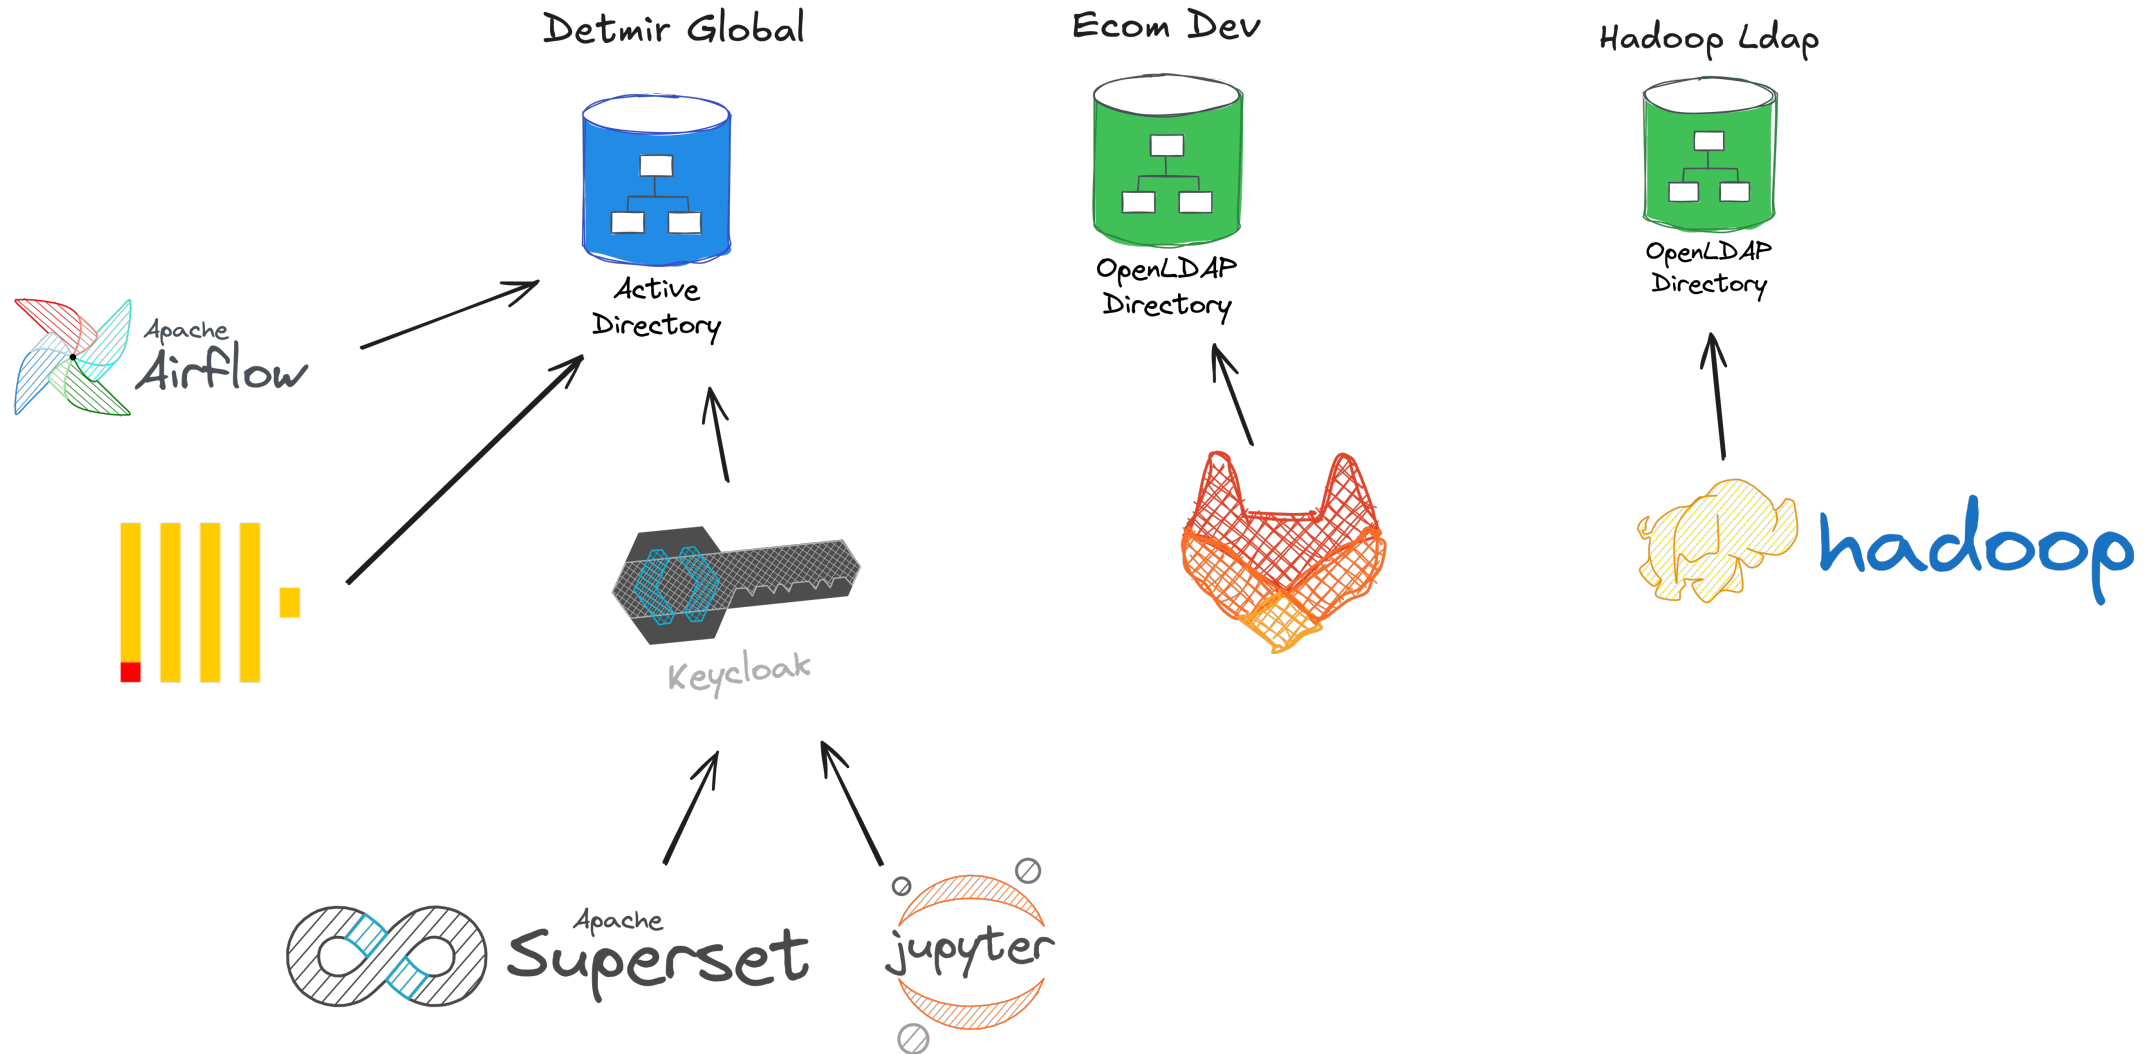 Detmir Global
Ecom Dev
Hadoop Ldap
Active
Directory
OpenLDAP
Directory
OpenLDAP
Directory
Apache
Airflow
Keycloak
hadoop
Apache
Superset
jupyter